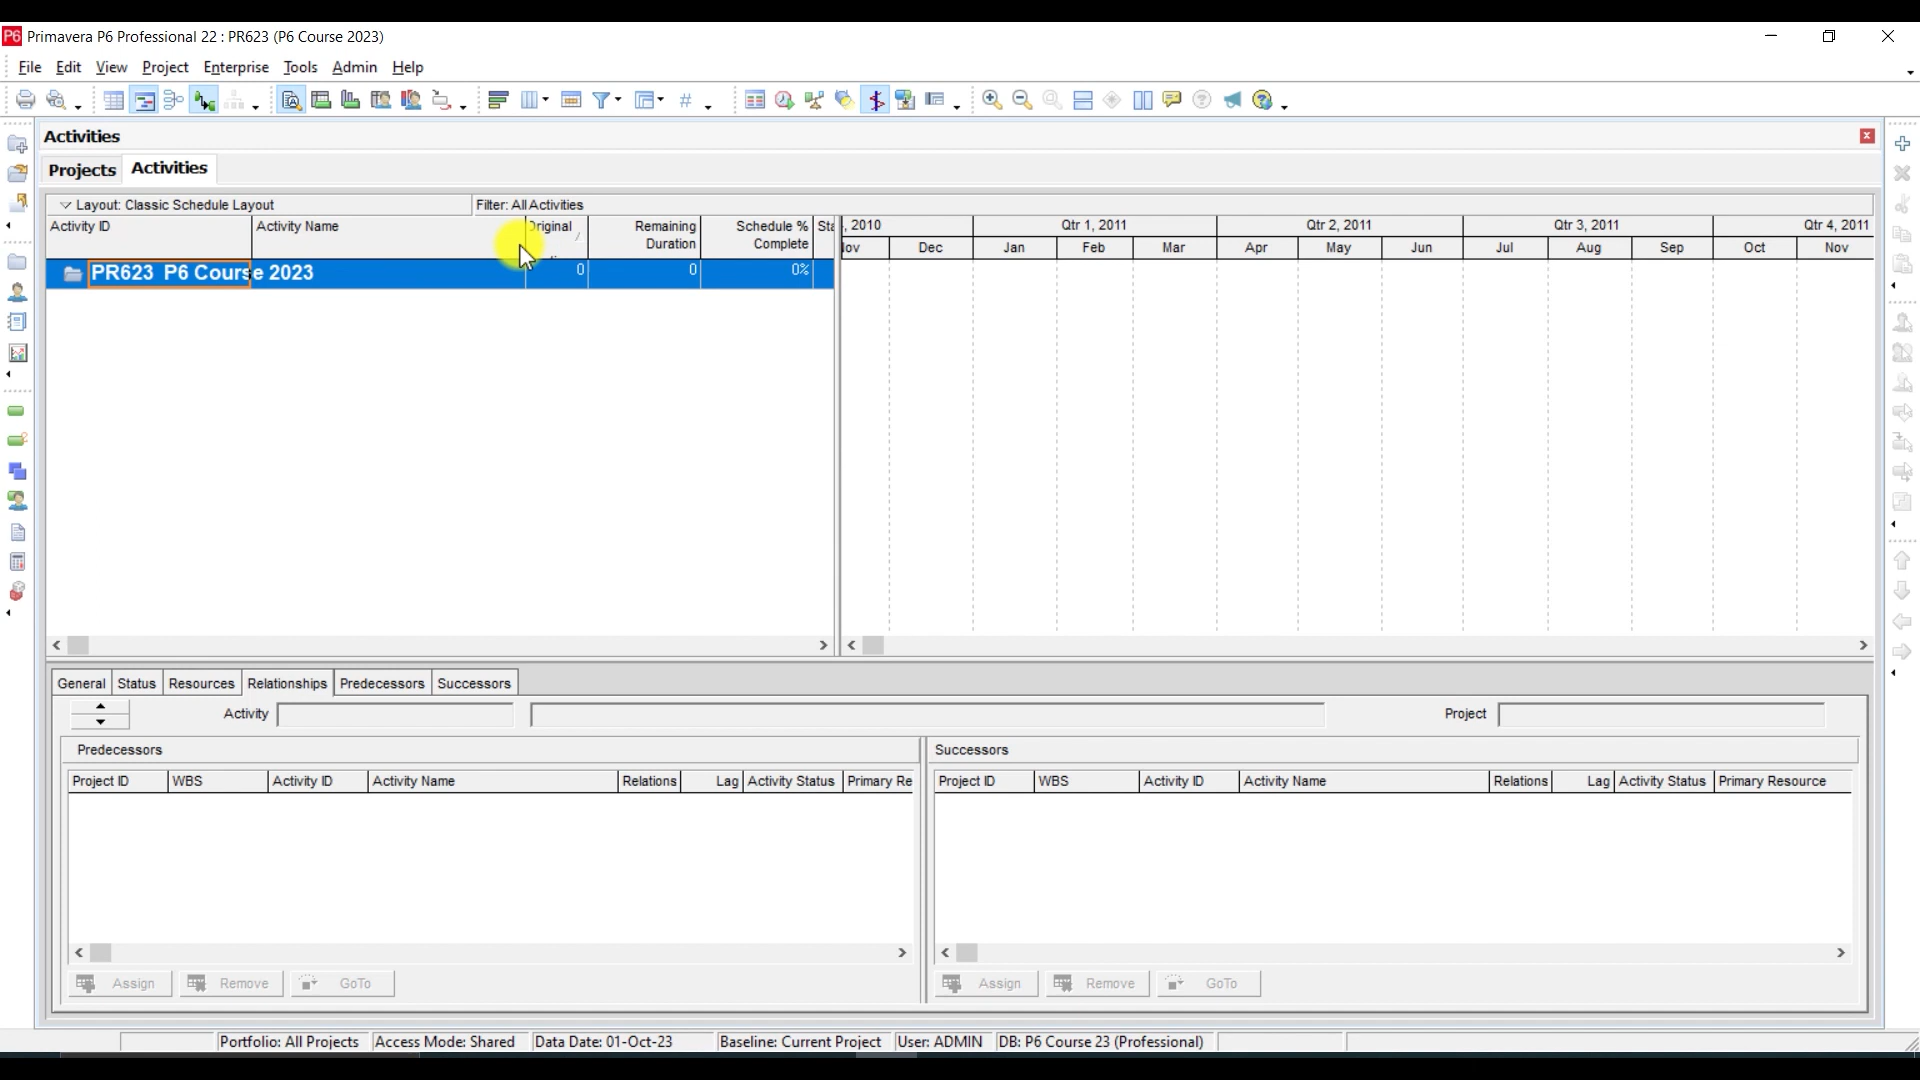 P6 Primavera P6 Professional 22 : PR623 (P6 Course 2023)
File Edit View Project Enterprise Tools Admin Help
Activities
Projects Activities
Layout: Classic Schedule Layout Filter: All Activities
Activity ID Activity Name Original Remaining Duration Schedule % Complete Sta
, 2010 Qtr 1, 2011 Qtr 2, 2011 Qtr 3, 2011 Qtr 4, 2011
Nov Dec Jan Feb Mar Apr May Jun Jul Aug Sep Oct Nov
PR623 P6 Course 2023 0 0 0%
General Status Resources Relationships Predecessors Successors
Activity Project
Predecessors Successors
Project ID WBS Activity ID Activity Name Relations Lag Activity Status Primary Re
Project ID WBS Activity ID Activity Name Relations Lag Activity Status Primary Resource
Assign Remove GoTo Assign Remove GoTo
Portfolio: All Projects Access Mode: Shared Data Date: 01-Oct-23 Baseline: Current Project User: ADMIN DB: P6 Course 23 (Professional)